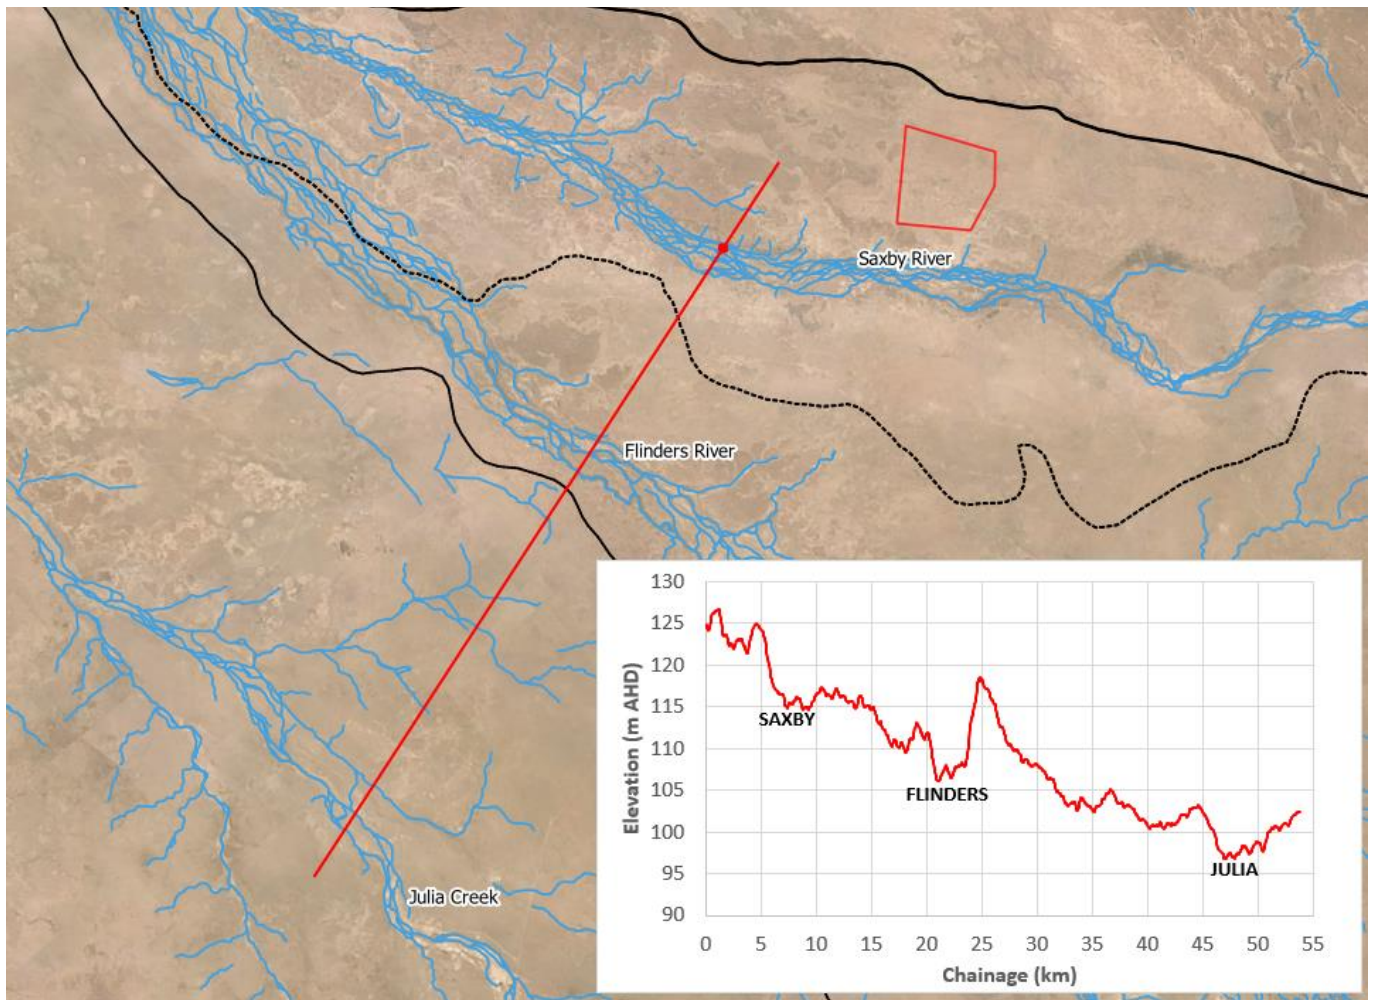 Saxby River
Flinders River
Julia Creek
130
125
120
115
110
105
100
95
90
Elevation (m AHD)
SAXBY
FLINDERS
JULIA
0 5 10 15 20 25 30 35 40 45 50 55
Chainage (km)